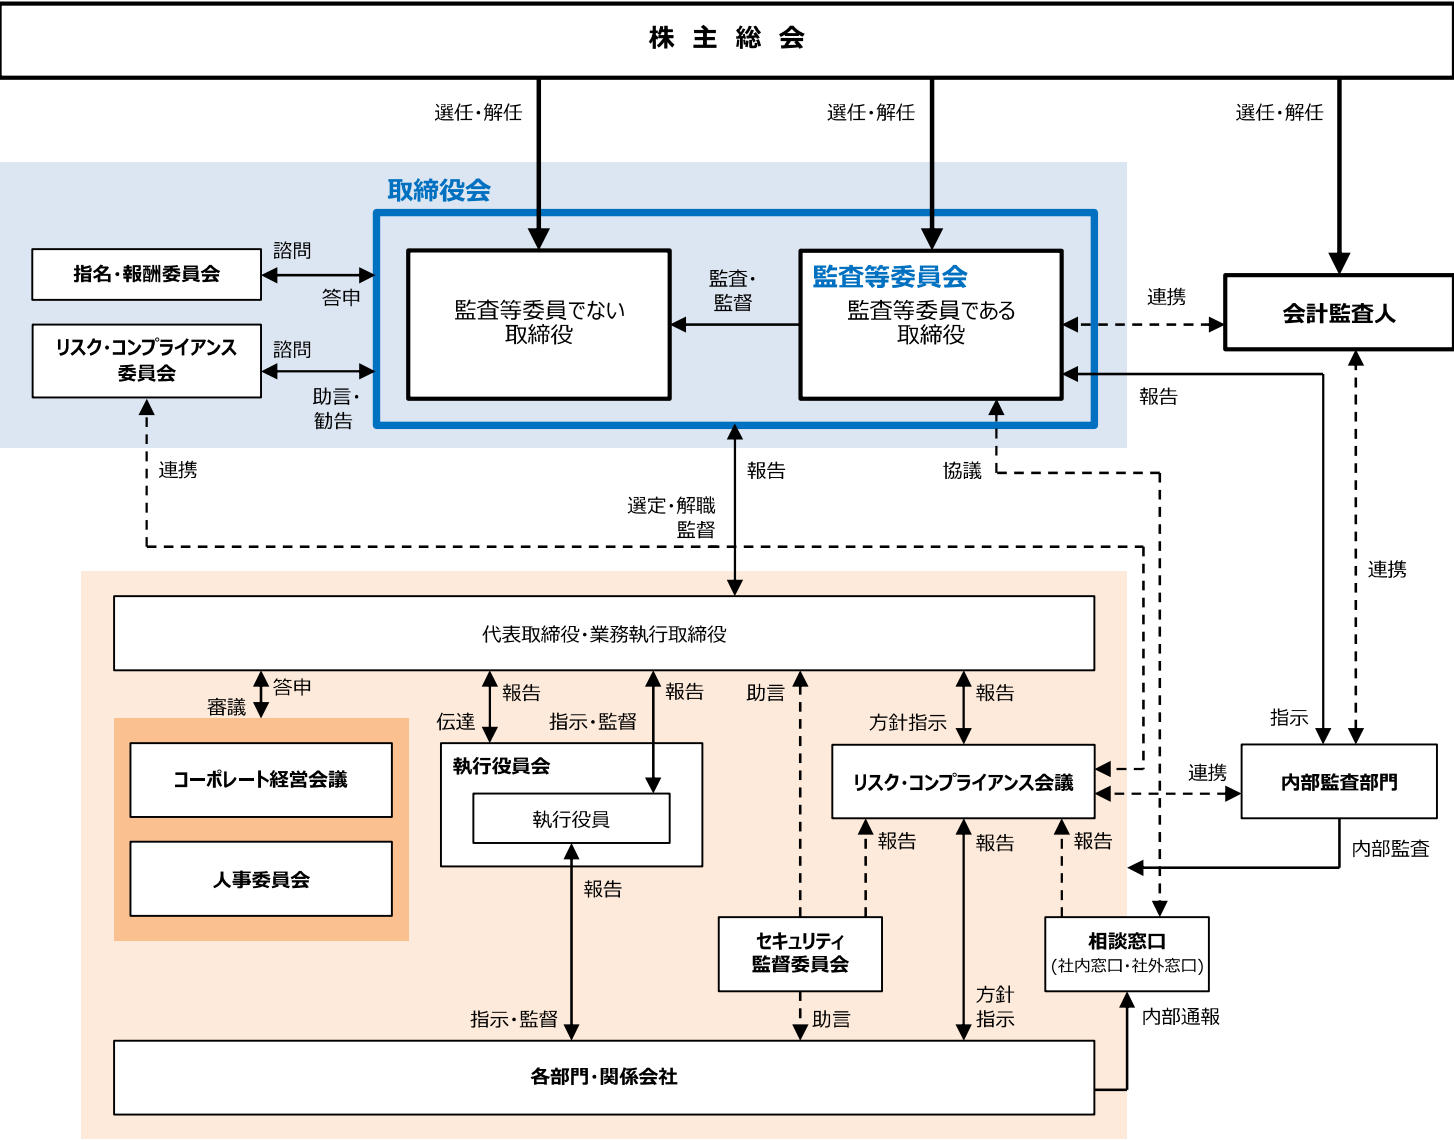 株主総会
選任・解任
選任・解任
選任・解任
取締役会
指名・報酬委員会
諮問
答申
リスク・コンプライアンス
委員会
諮問
助言・
勧告
監査等委員でない
取締役
監査・
監督
監査等委員会
監査等委員である
取締役
連携
会計監査人
報告
連携
報告
協議
選定・解職
監督
連携
代表取締役・業務執行取締役
答申
審議
報告
伝達
報告
指示・監督
助言
報告
方針指示
指示
コーポレート経営会議
人事委員会
執行役員会
執行役員
リスク・コンプライアンス会議
連携
内部監査部門
報告
報告
報告
報告
内部監査
セキュリティ
監督委員会
相談窓口
(社内窓口・社外窓口)
指示・監督
助言
方針
指示
内部通報
各部門・関係会社